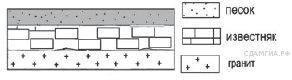 песок
известняк
СДАМГИА.РФ
гранит